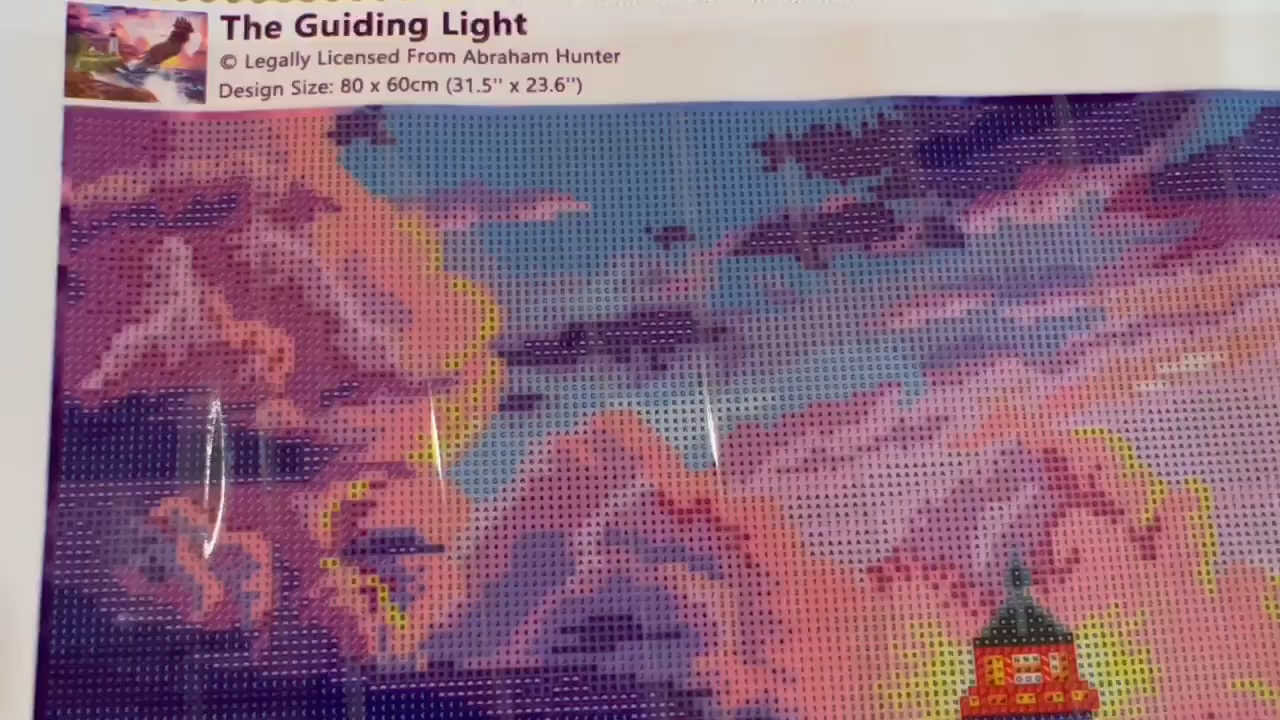 The Guiding Light
© Legally Licensed From Abraham Hunter
Design Size: 80 x 60cm (31.5'' x 23.6'')